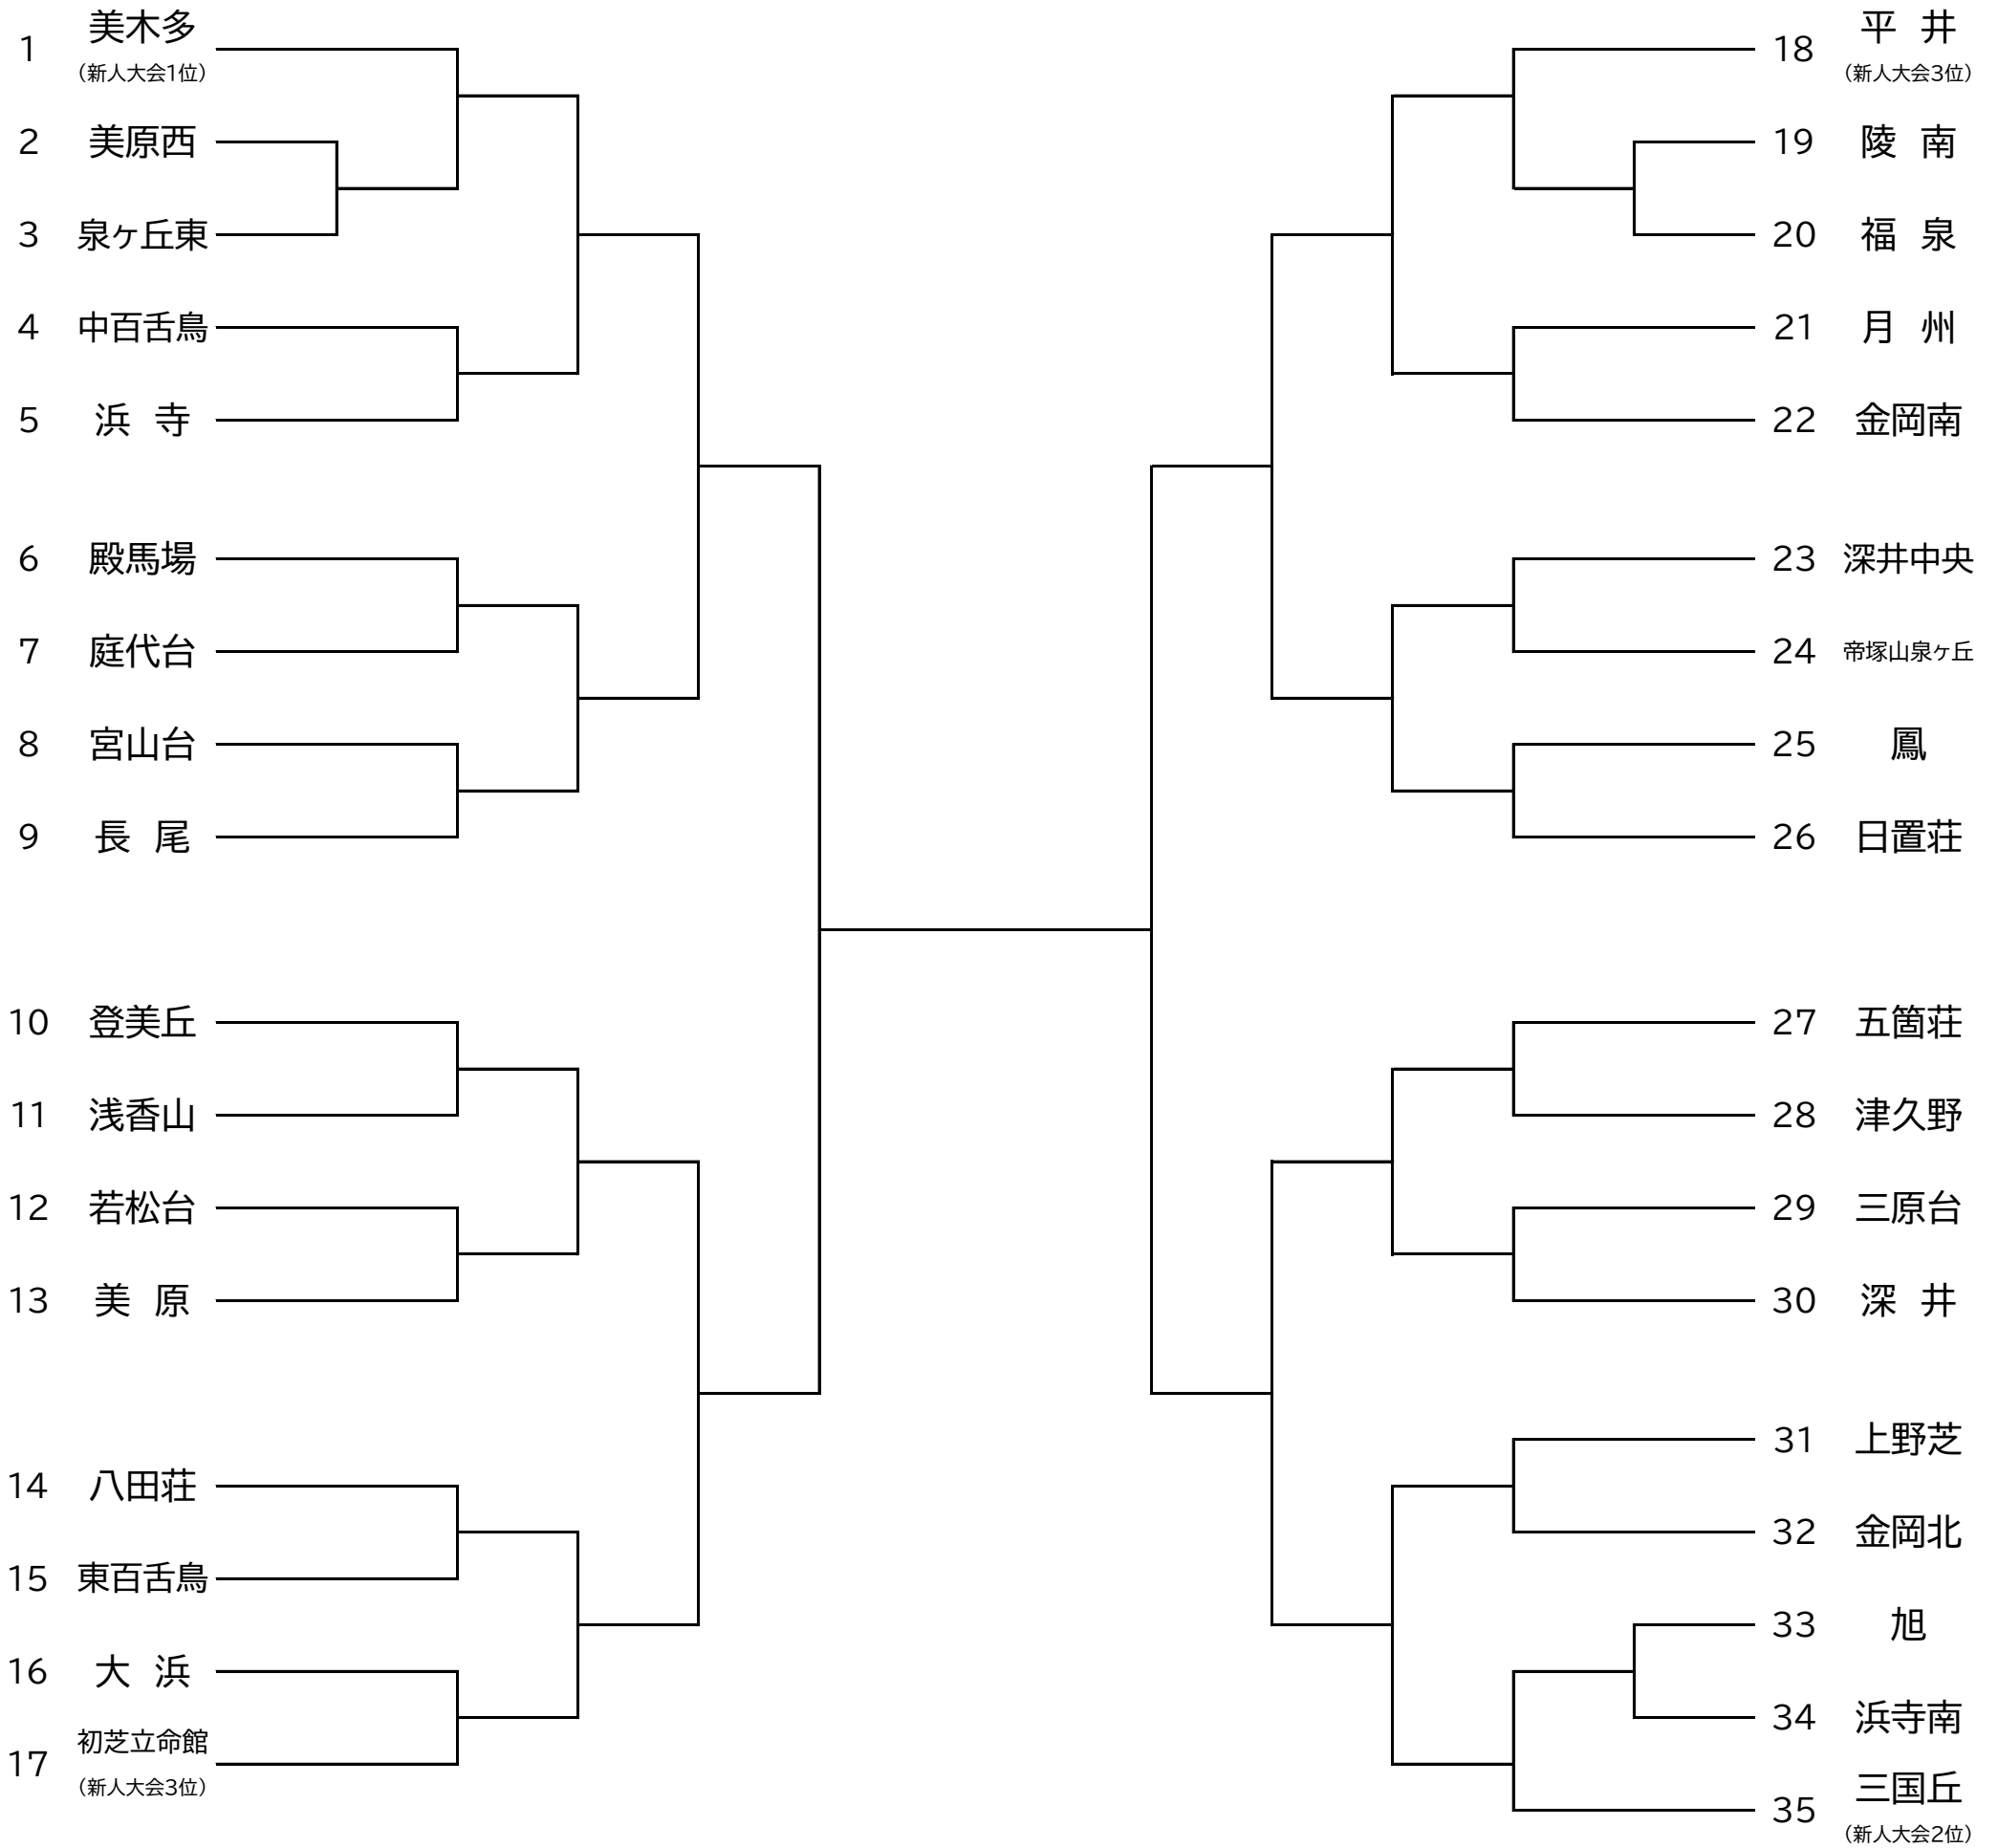 1 美木多
(新人大会1位)
2 美原西
3 泉ヶ丘東
4 中百舌鳥
5 浜 寺
6 殿馬場
7 庭代台
8 宮山台
9 長 尾
10 登美丘
11 浅香山
12 若松台
13 美 原
14 八田荘
15 東百舌鳥
16 大 浜
17 初芝立命館
(新人大会3位)
18 平 井
(新人大会3位)
19 陵 南
20 福 泉
21 月 州
22 金岡南
23 深井中央
24 帝塚山泉ヶ丘
25 鳳
26 日置荘
27 五箇荘
28 津久野
29 三原台
30 深 井
31 上野芝
32 金岡北
33 旭
34 浜寺南
35 三国丘
(新人大会2位)